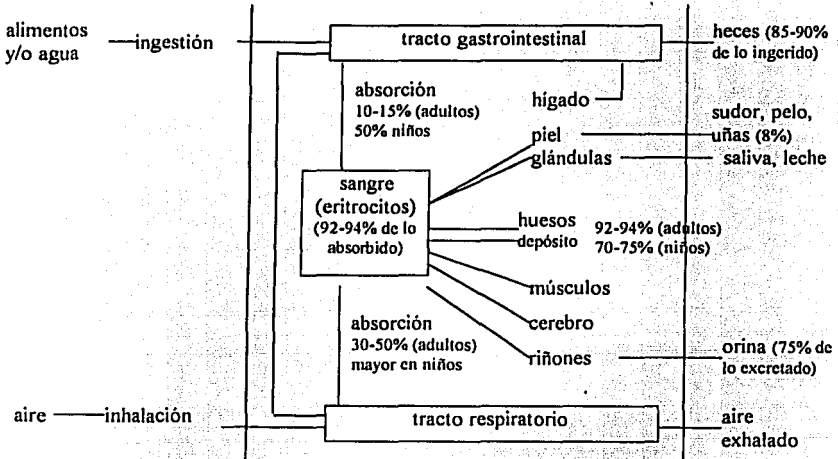 alimentos
y/o agua
ingestión
tracto gastrointestinal
heces (85-90%
de lo ingerido)
absorción
10-15% (adultos)
50% niños
hígado
piel
glándulas
sudor, pelo,
uñas (8%)
saliva, leche
sangre
(eritrocitos)
(92-94% de lo
absorbido)
huesos
depósito
92-94% (adultos)
70-75% (niños)
músculos
cerebro
riñones
orina (75% de
lo excretado)
absorción
30-50% (adultos)
mayor en niños
aire
inhalación
tracto respiratorio
aire
exhalado